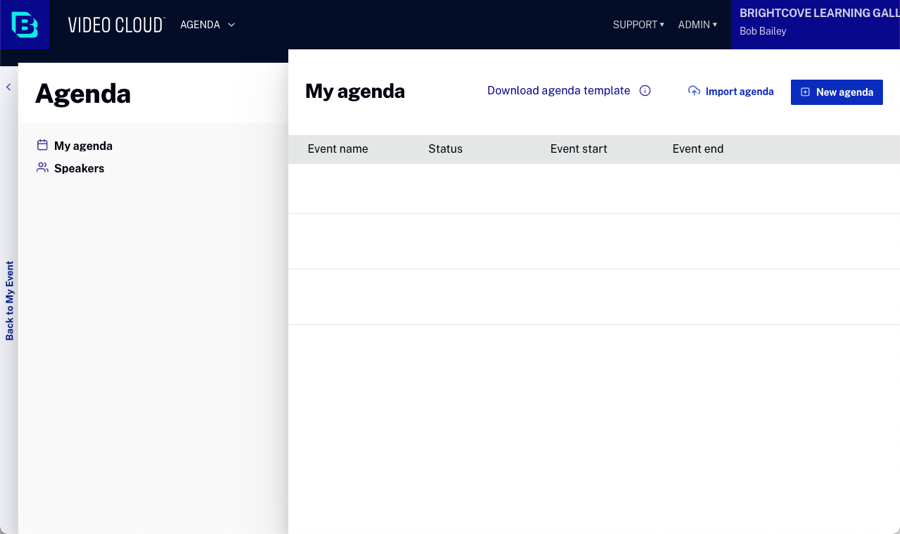 VIDEO CLOUD
AGENDA
SUPPORT
ADMIN
BRIGHTCOVE LEARNING GALL
Bob Bailey
Agenda
My agenda
Speakers
Back to My Event
My agenda
Download agenda template
Import agenda
New agenda
Event name Status Event start Event end